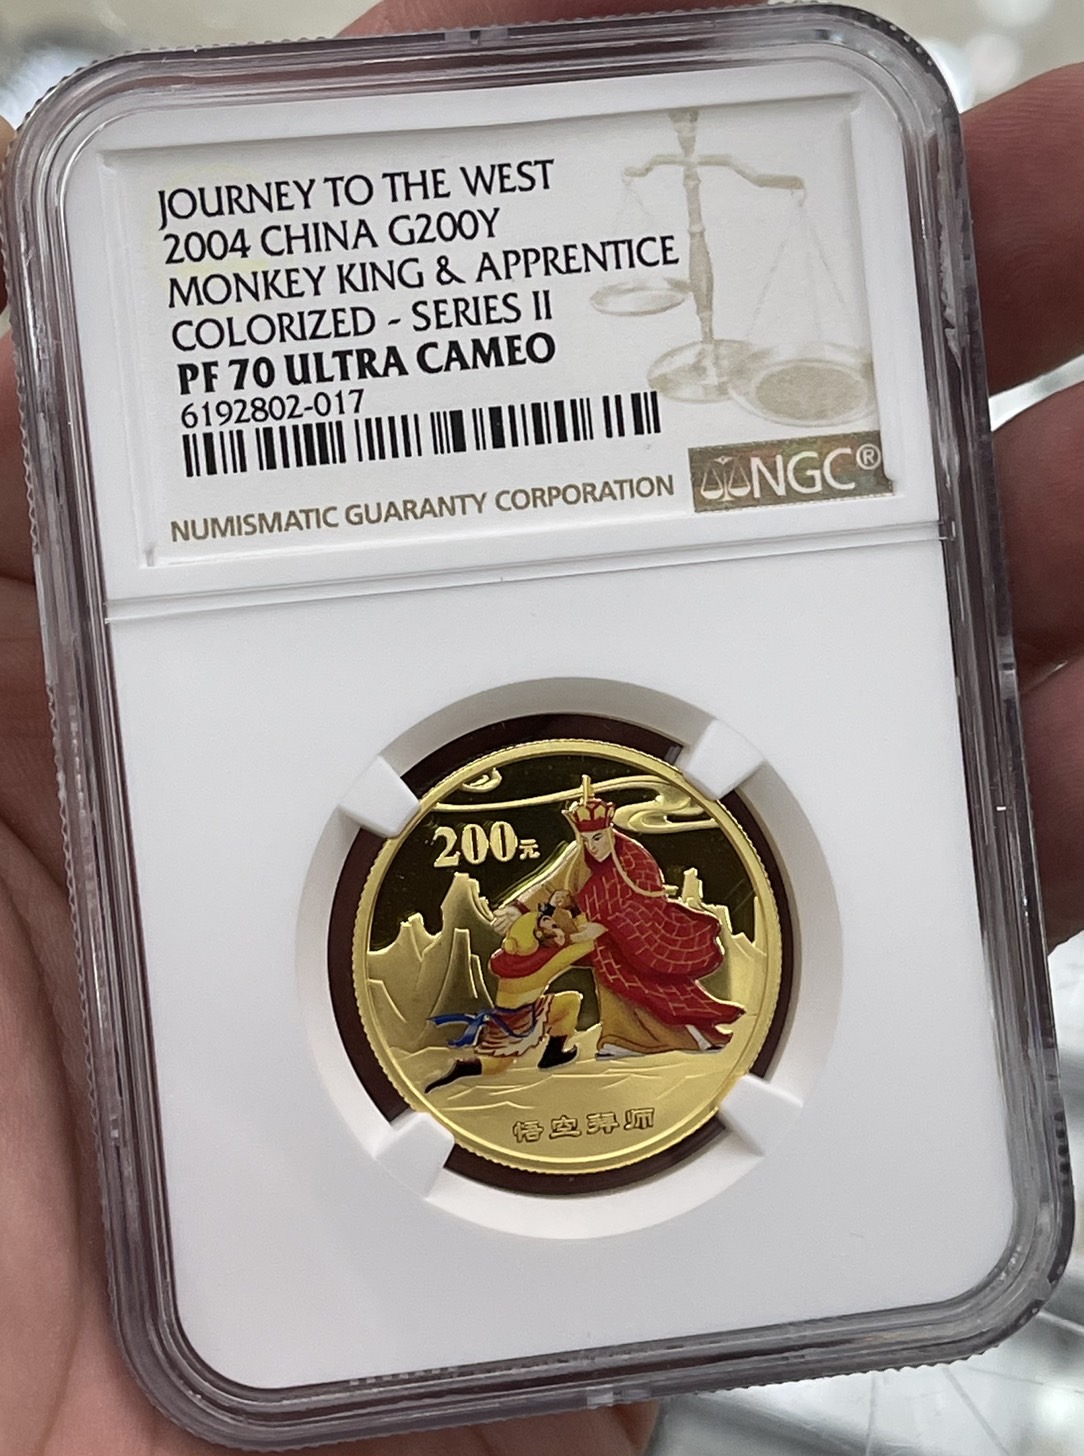 JOURNEY TO THE WEST
2004 CHINA G200Y
MONKEY KING & APPRENTICE
COLORIZED - SERIES II
PF 70 ULTRA CAMEO
6192802-017
NUMISMATIC GUARANTY CORPORATION
NGC®
200元
悟空拜师